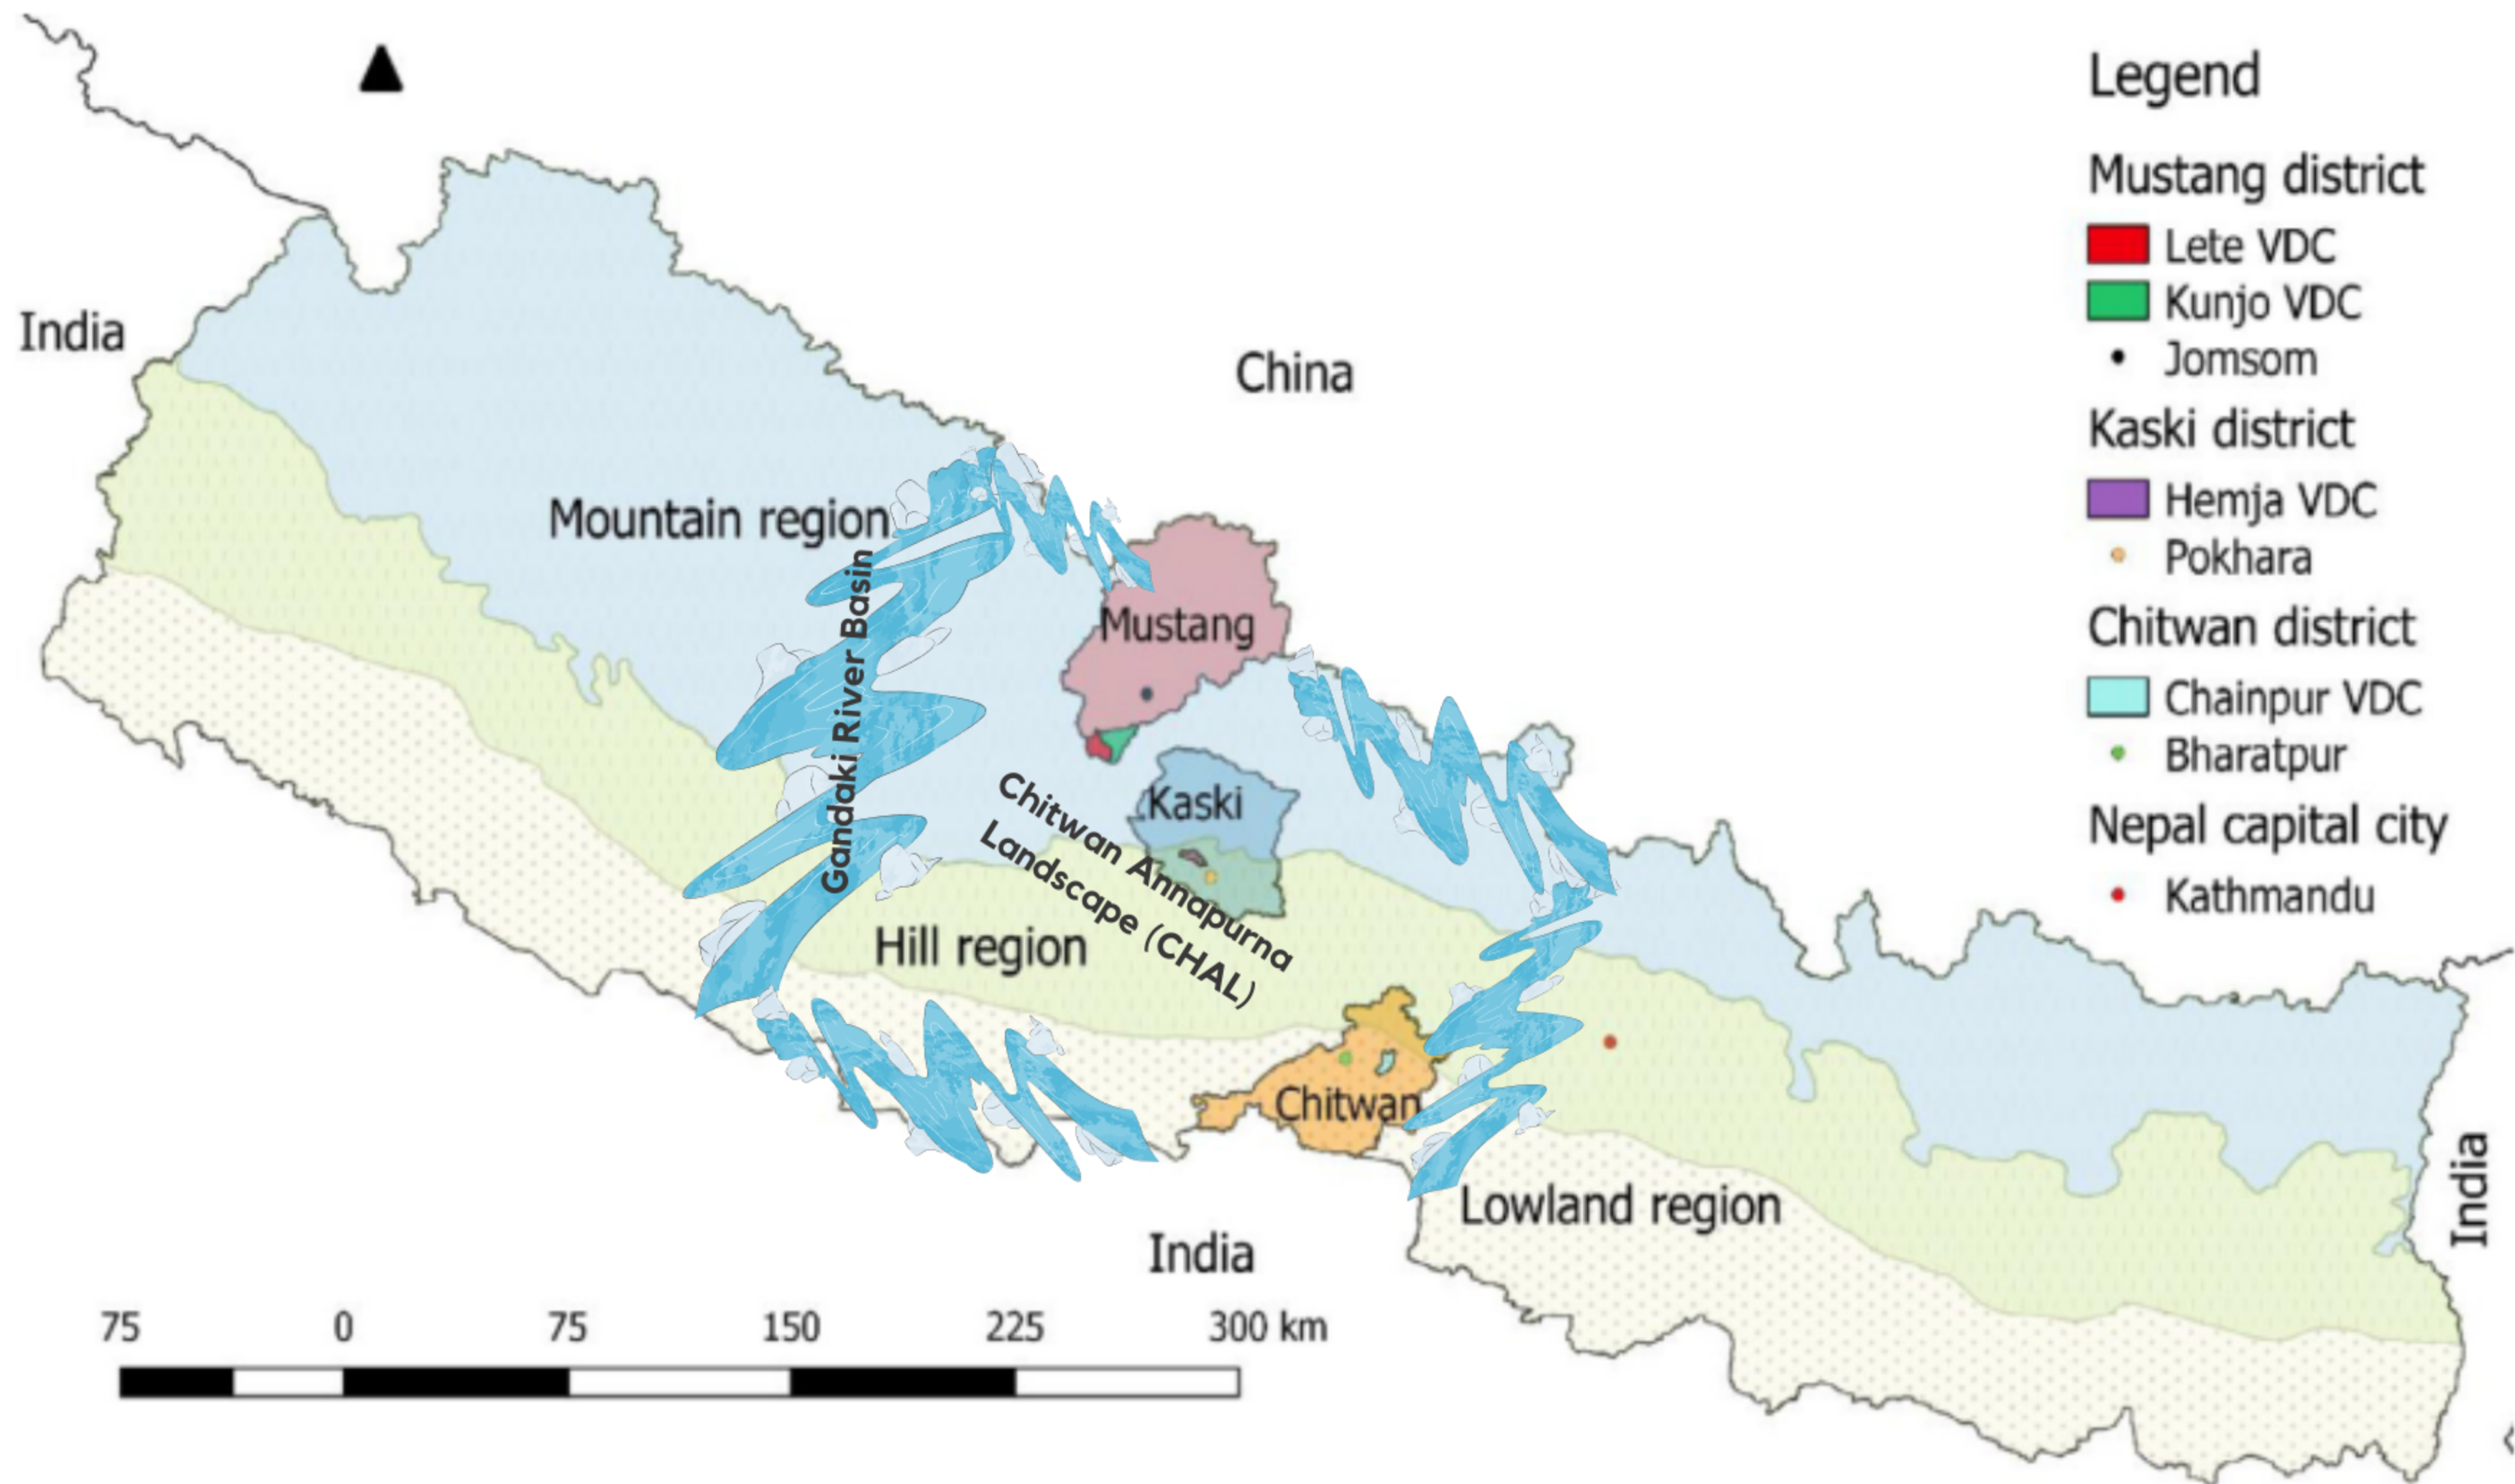 India
China
Mountain region
Gandaki River Basin
Mustang
Kaski
Chitwan Annapurna
Landscape (CHAL)
Hill region
Chitwan
Lowland region
India
India
75 0 75 150 225 300 km
Legend
Mustang district
Lete VDC
Kunjo VDC
Jomsom
Kaski district
Hemja VDC
Pokhara
Chitwan district
Chainpur VDC
Bharatpur
Nepal capital city
Kathmandu